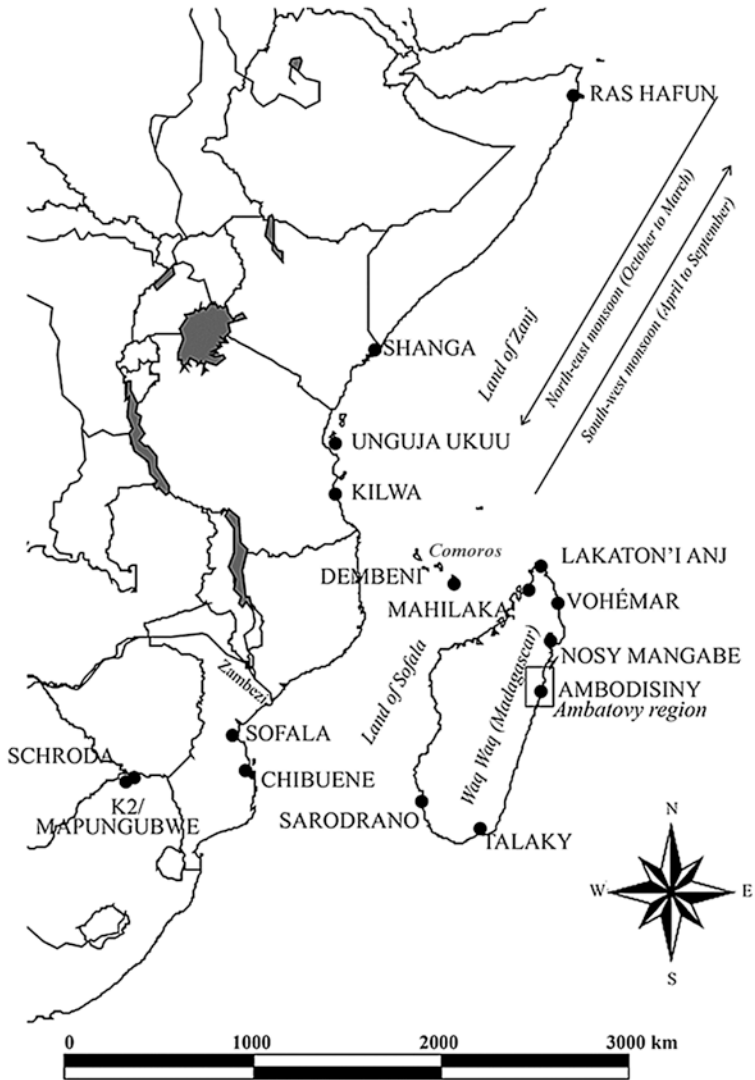 RAS HAFUN
North-east monsoon (October to March)
South-west monsoon (April to September)
Land of Zanj
SHANGA
UNGUJA UKUU
KILWA
Comoros
LAKATON'I ANJ
DEMBENI
MAHILAKA
VOHÉMAR
NOSY MANGABE
Land of Sofala
Waq Waq (Madagascar)
Zambezi
AMBODISINY
Ambatovy region
SOFALA
SCHRODA
CHIBUENE
K2/
MAPUNGUBWE
SARODRANO
TALAKY
N
W
E
S
0 1000 2000 3000 km